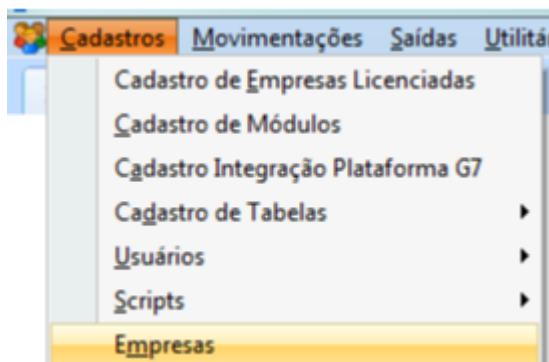 Cadastros Movimentações Saídas
Cadastro de Empresas Licenciadas
Cadastro de Módulos
Cadastro Integração Plataforma G7
Cadastro de Tabelas
Usuários
Scripts
Empresas